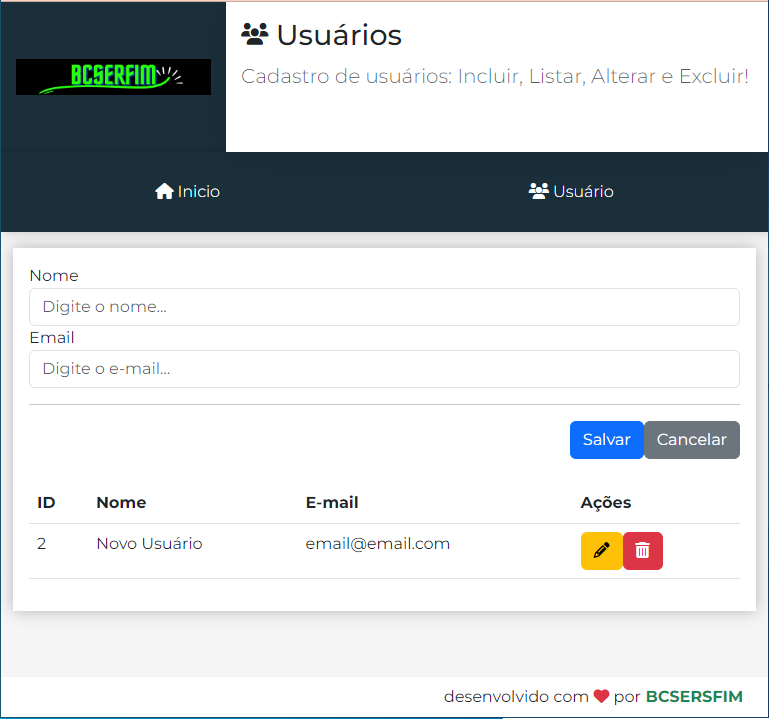 BCSERFIM
Usuários
Cadastro de usuários: Incluir, Listar, Alterar e Excluir!
Inicio
Usuário
Nome
Digite o nome...
Email
Digite o e-mail...
Salvar Cancelar
ID Nome E-mail Ações
2 Novo Usuário email@email.com
desenvolvido com por BCSERSFIM